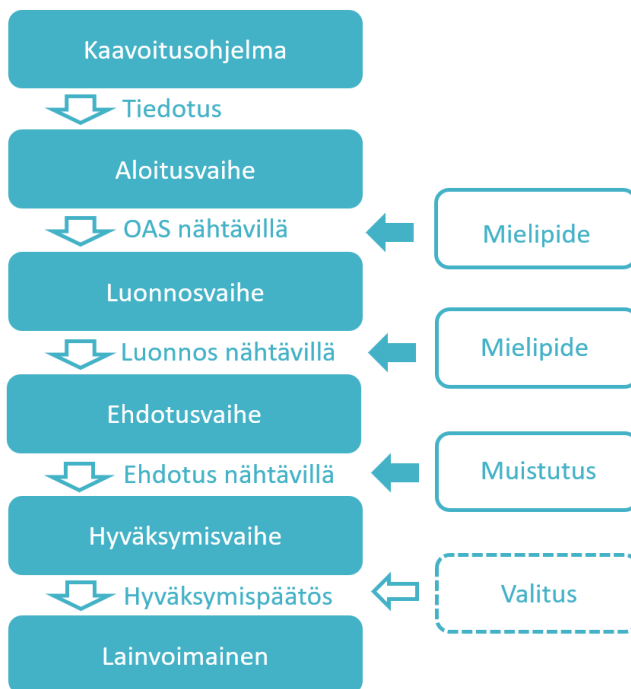 Kaavoitusohjelma
Tiedotus
Aloitusvaihe
OAS nähtävillä
Mielipide
Luonnosvaihe
Luonnos nähtävillä
Mielipide
Ehdotusvaihe
Ehdotus nähtävillä
Muistutus
Hyväksymisvaihe
Hyväksymispäätös
Valitus
Lainvoimainen